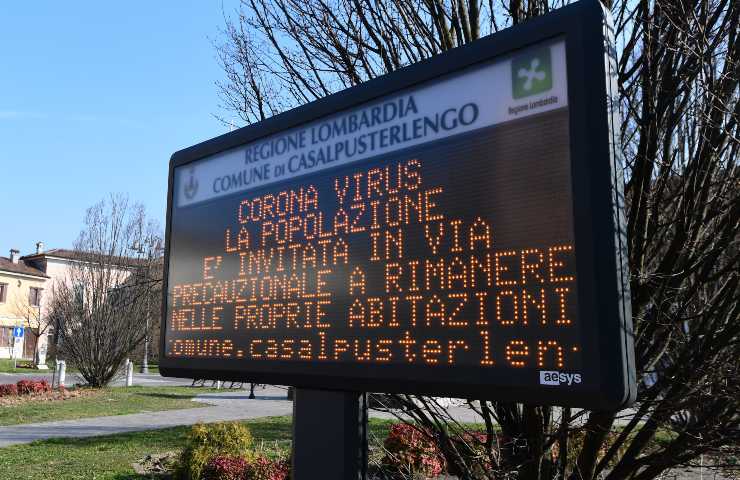 REGIONE LOMBARDIA
COMUNE DI CASALPUSTERLENGO
Regione Lombardia
CORONA VIRUS
LA POPOLAZIONE
E' INVITATA IN VIA
PRECAUZIONALE A RIMANERE
NELLE PROPRIE ABITAZIONI
omune.casalpusterlen
aesys